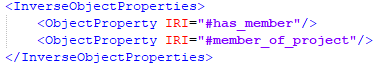 <InverseObjectProperties>
<ObjectProperty IRI="#has_member"/>
<ObjectProperty IRI="#member_of_project"/>
</InverseObjectProperties>